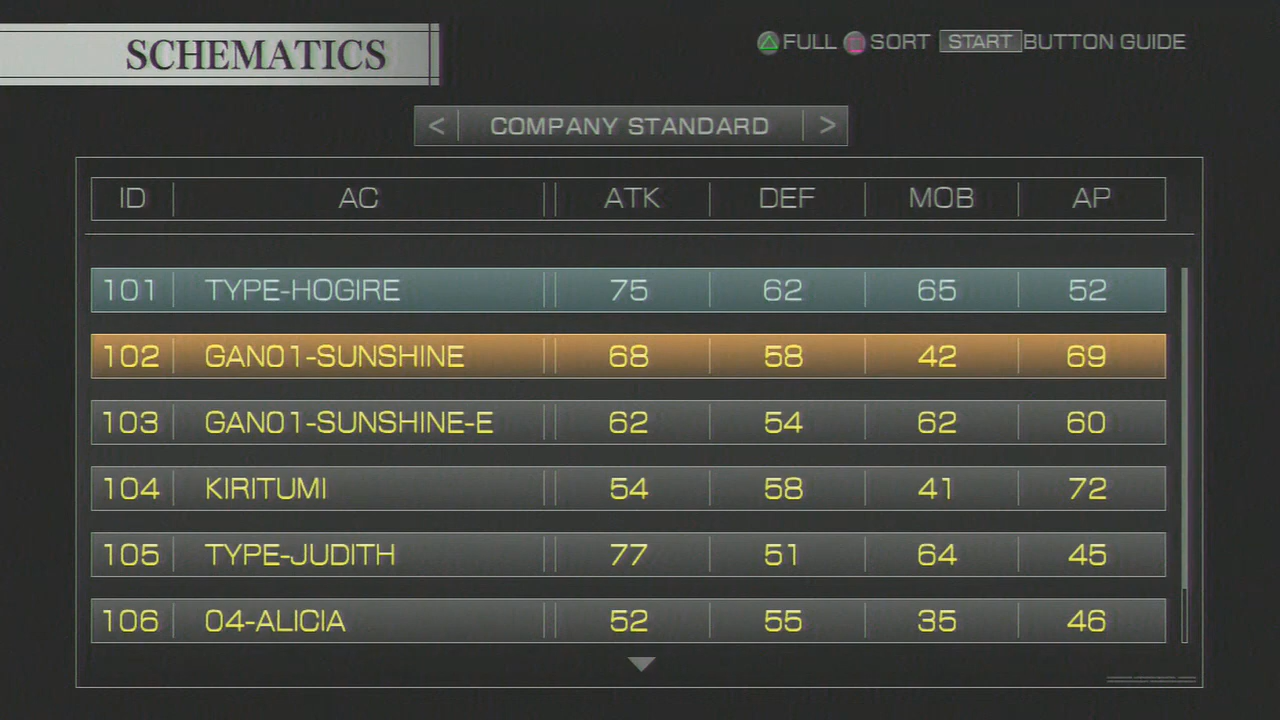 SCHEMATICS
FULL SORT START BUTTON GUIDE
< COMPANY STANDARD >
ID AC ATK DEF MOB AP
101 TYPE-HOGIRE 75 62 65 52
102 GAN01-SUNSHINE 68 58 42 69
103 GAN01-SUNSHINE-E 62 54 62 60
104 KIRITUMI 54 58 41 72
105 TYPE-JUDITH 77 51 64 45
106 04-ALICIA 52 55 35 46